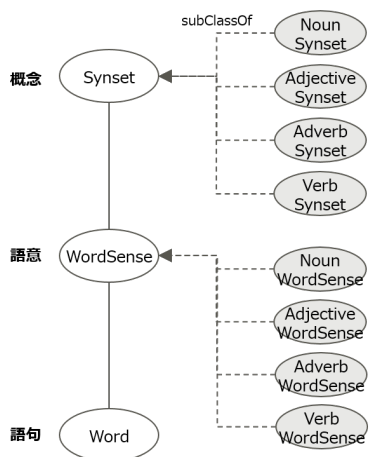 subClassOf
Noun
Synset
概念
Synset
Adjective
Synset
Adverb
Synset
Verb
Synset
語意
WordSense
Noun
WordSense
Adjective
WordSense
Adverb
WordSense
語句
Word
Verb
WordSense